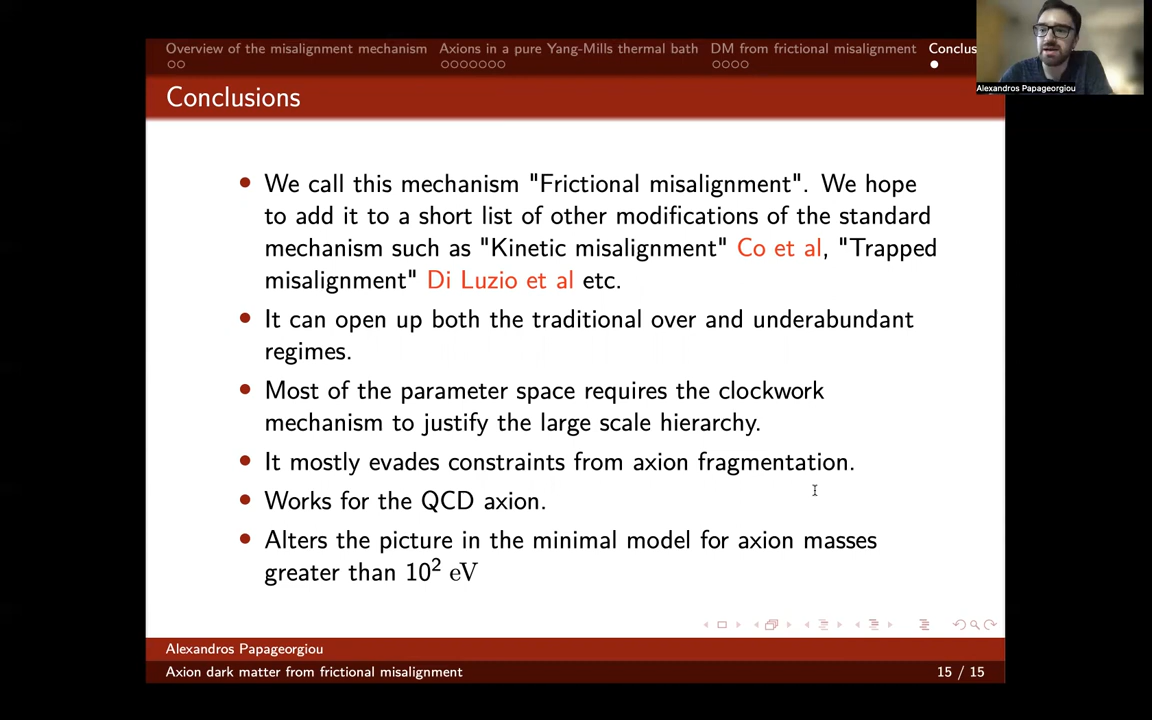 Overview of the misalignment mechanism Axions in a pure Yang-Mills thermal bath DM from frictional misalignment Conclus
Alexandros Papageorgiou
Conclusions
• We call this mechanism "Frictional misalignment". We hope
to add it to a short list of other modifications of the standard
mechanism such as "Kinetic misalignment" Co et al, "Trapped
misalignment" Di Luzio et al etc.
• It can open up both the traditional over and underabundant
regimes.
• Most of the parameter space requires the clockwork
mechanism to justify the large scale hierarchy.
• It mostly evades constraints from axion fragmentation.
• Works for the QCD axion.
• Alters the picture in the minimal model for axion masses
greater than 10² eV
Alexandros Papageorgiou
Axion dark matter from frictional misalignment 15 / 15